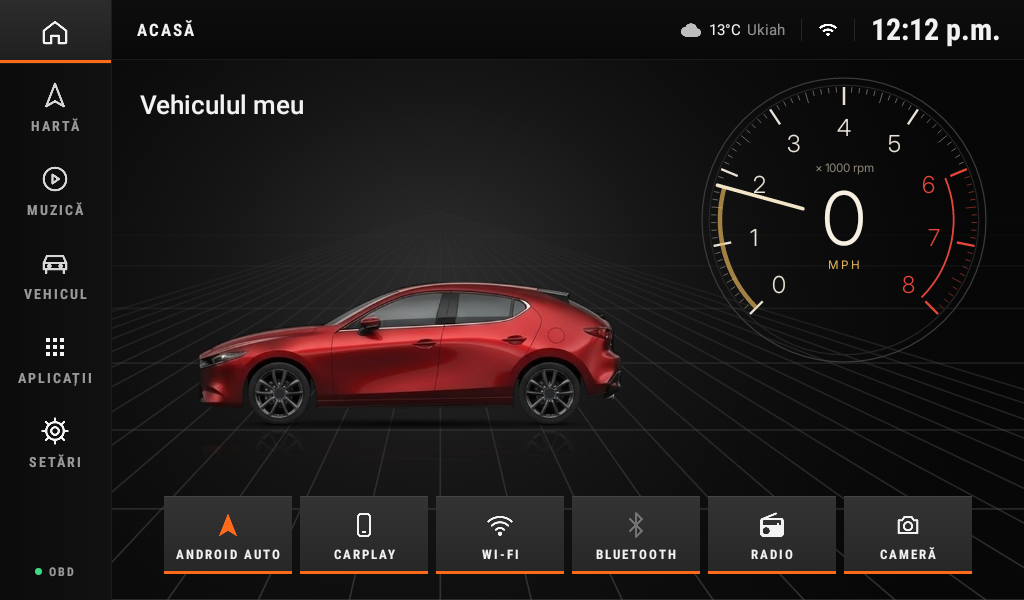 ACASĂ
13°C Ukiah
12:12 p.m.
HARTĂ
MUZICĂ
VEHICUL
APLICAȚII
SETĂRI
OBD
Vehiculul meu
0
1
2
3
4
5
6
7
8
× 1000 rpm
0
MPH
ANDROID AUTO
CARPLAY
WI-FI
BLUETOOTH
RADIO
CAMERĂ